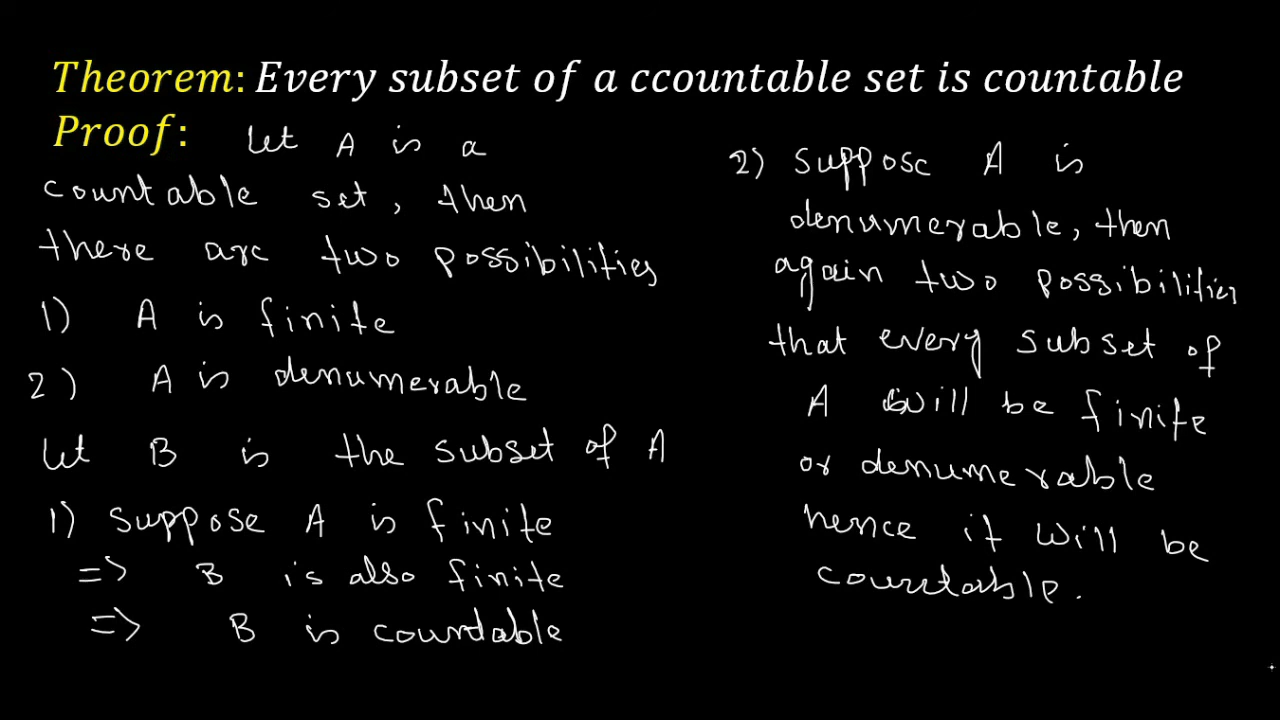 Theorem: Every subset of a ccountable set is countable
Proof: Let A is a
countable set, then
there are two possibilities
1) A is finite
2) A is denumerable
Let B is the subset of A
1) Suppose A is finite
=> B is also finite
=> B is countable
2) Suppose A is
denumerable, then
again two possibilities
that every subset of
A will be finite
or denumerable
hence it will be
countable.